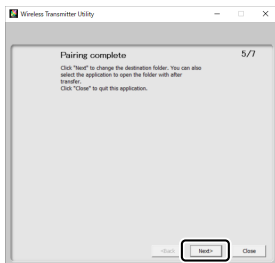 Wireless Transmitter Utility
Pairing complete 5/7
Click "Next" to change the destination folder. You can also
select the application to open the folder with after
transfer.
Click "Close" to quit this application.
<Back Next> Close